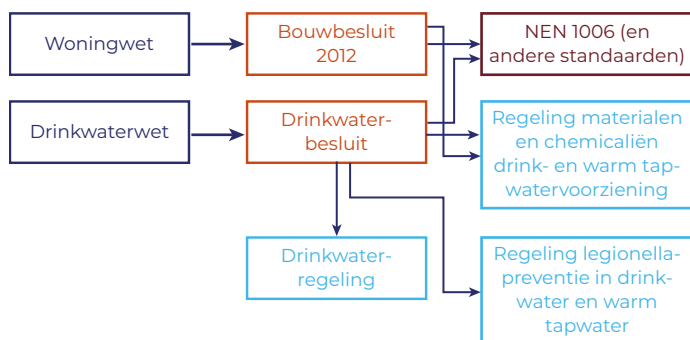 Woningwet
Bouwbesluit
2012
NEN 1006 (en
andere standaarden)
Drinkwaterwet
Drinkwater-
besluit
Regeling materialen
en chemicaliën
drink- en warm tap-
watervoorziening
Drinkwater-
regeling
Regeling legionella-
preventie in drink-
water en warm
tapwater